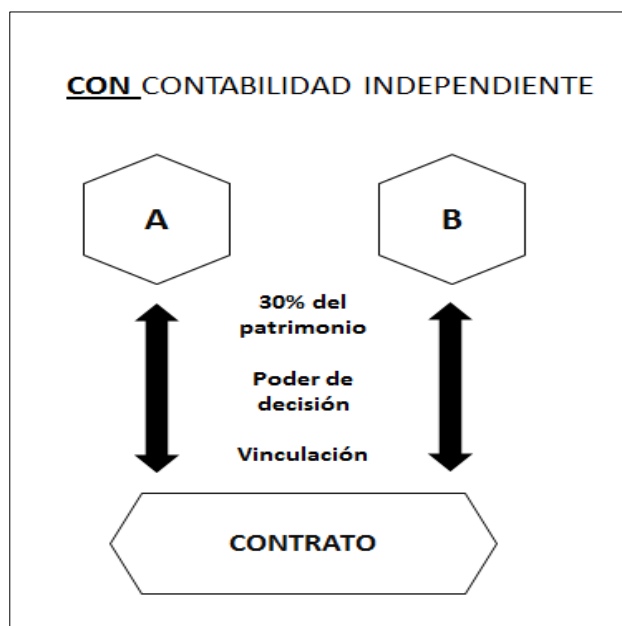 CON CONTABILIDAD INDEPENDIENTE
A
B
30% del
patrimonio
Poder de
decisión
Vinculación
CONTRATO